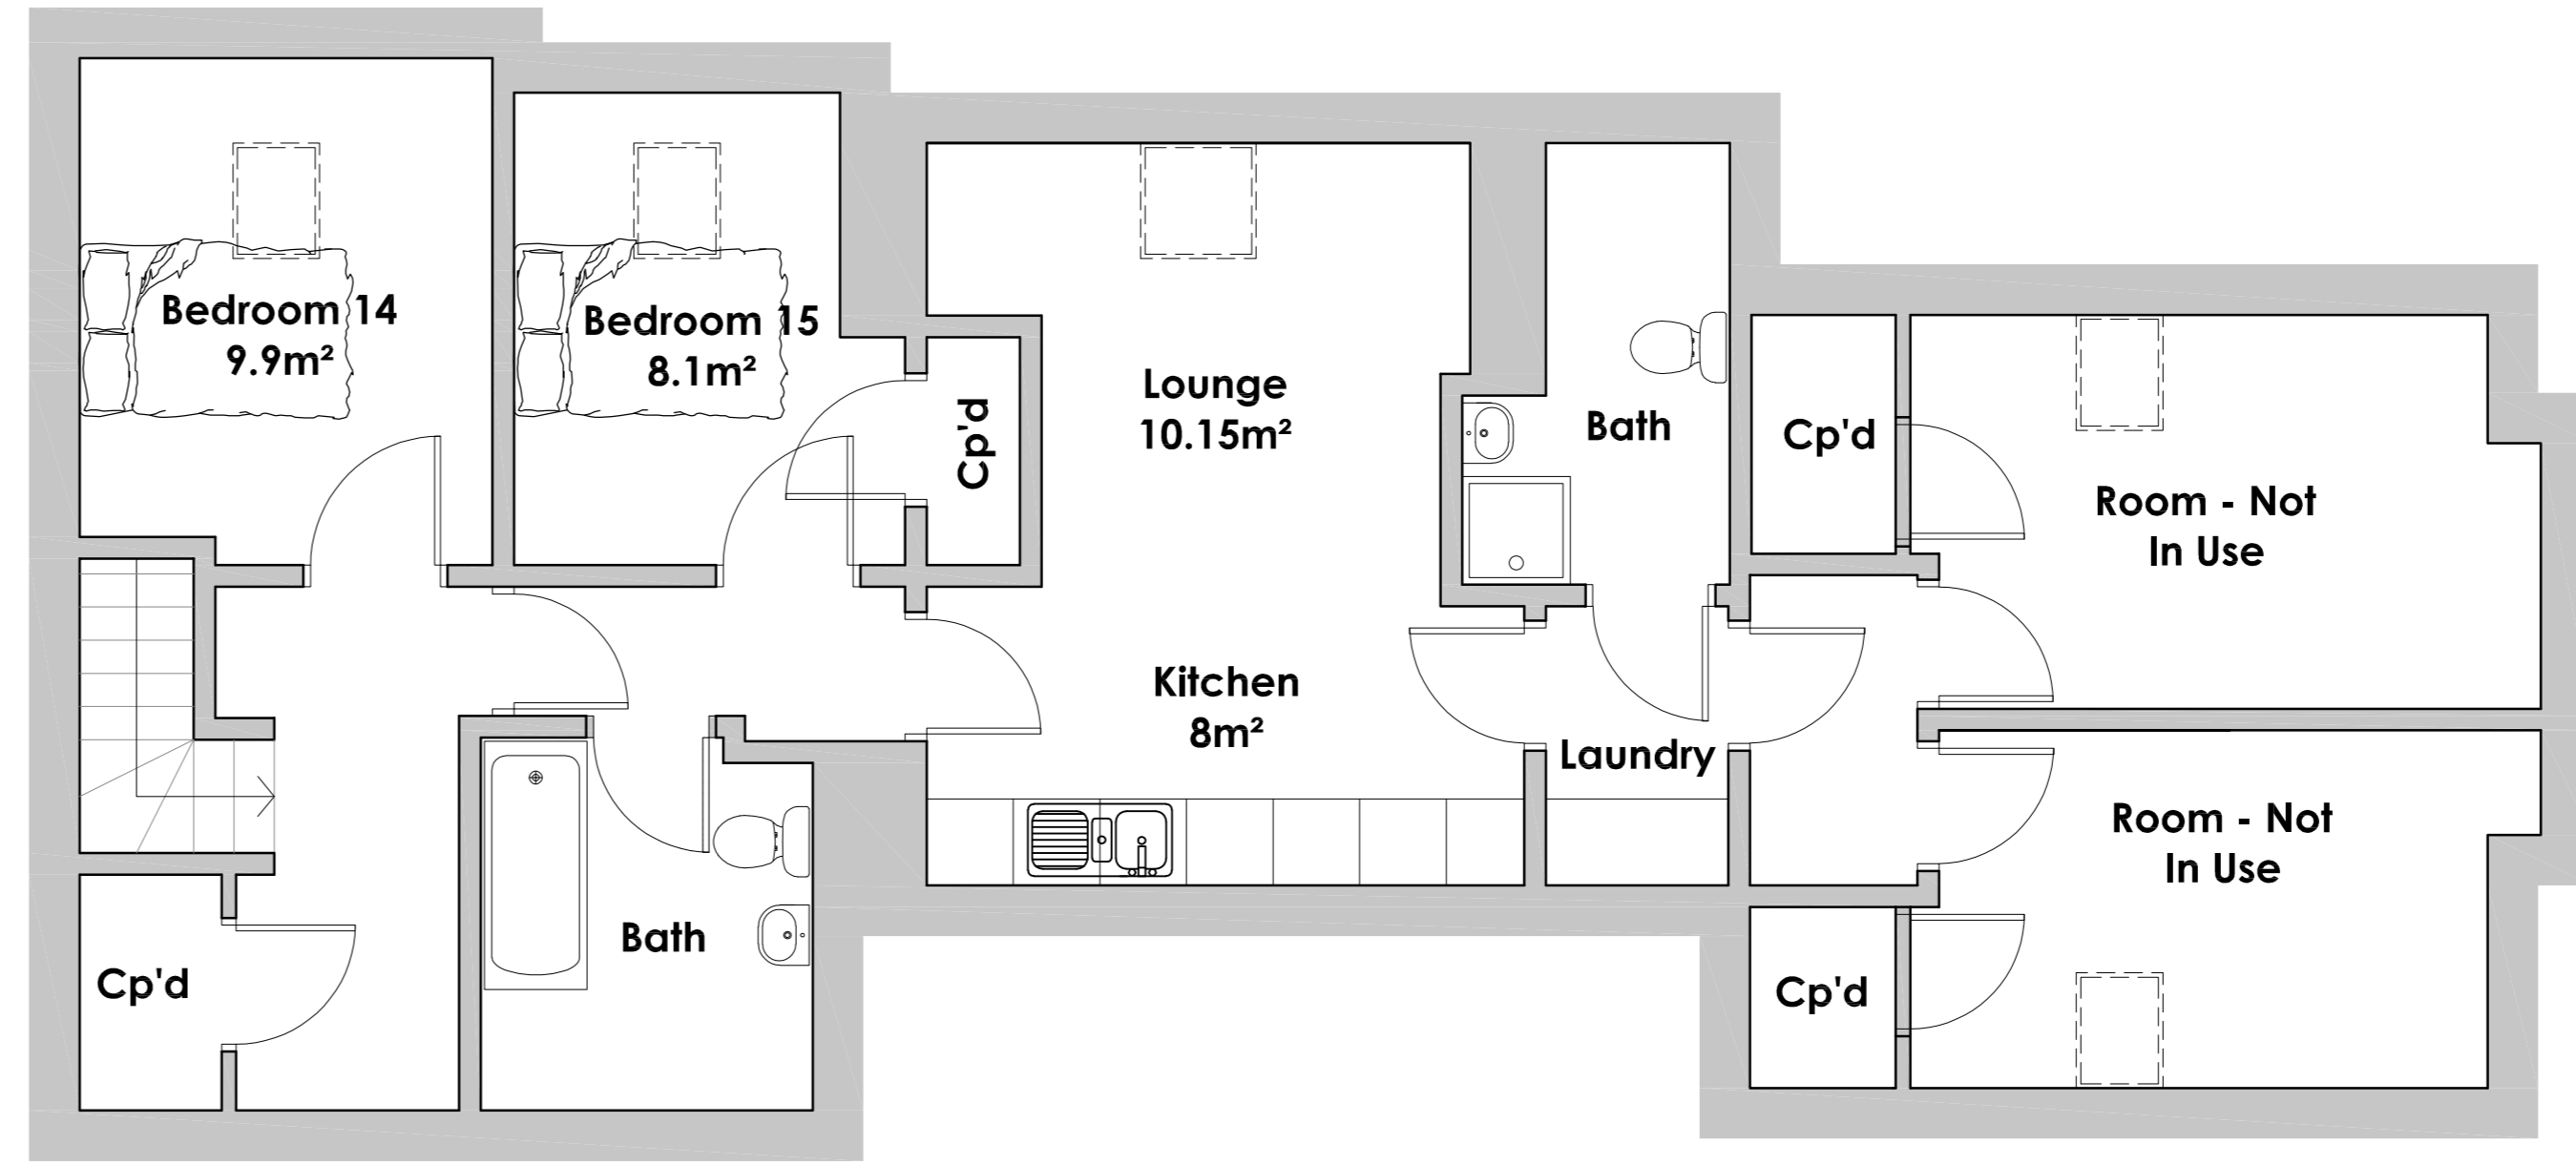 Bedroom 14
9.9m²
Bedroom 15
8.1m²
Cp'd
Lounge
10.15m²
Bath
Cp'd
Room - Not
In Use
Kitchen
8m²
Laundry
Room - Not
In Use
Bath
Cp'd
Cp'd